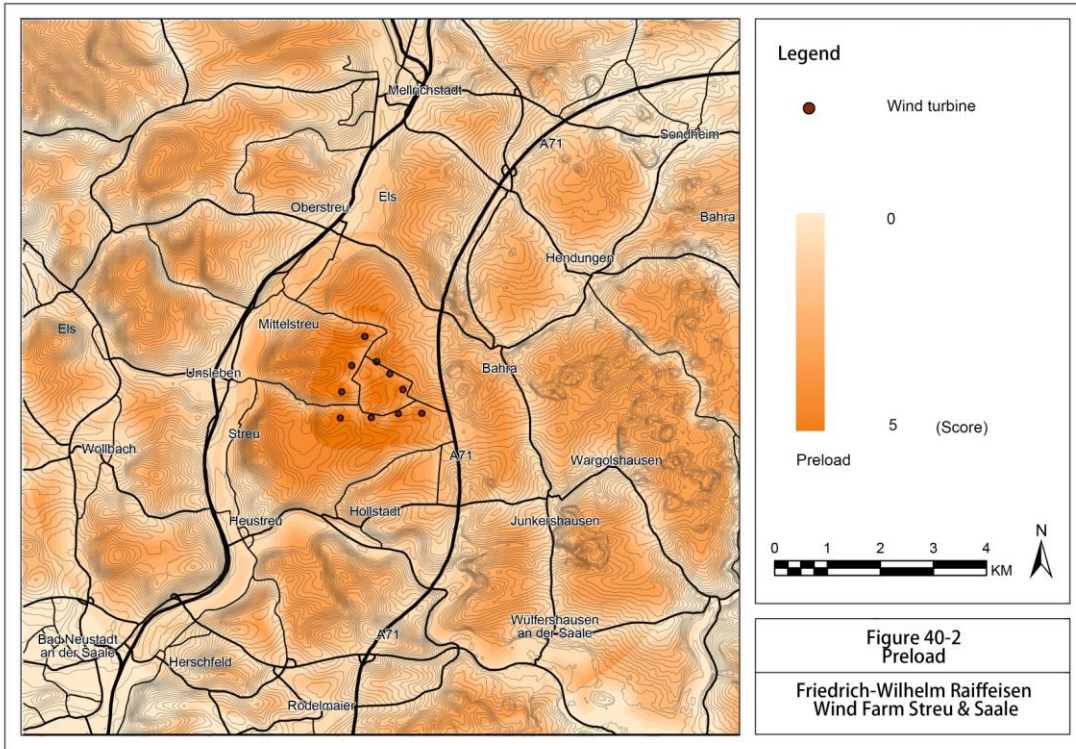 Mellrichstadt
A71
Sondheim
Els
Oberstreu
Bahra
Hendungen
Mittelstreu
Els
Unsleben
Bahra
Streu
Wollbach
A71
Wargolshausen
Hollstadt
Heustreu
Junkershausen
Wülfershausen
an der Saale
A71
Bad Neustadt
an der Saale
Herschfeld
Rödelmaier
Legend
Wind turbine
0
5 (Score)
Preload
0 1 2 3 4
KM
N
Figure 40-2
Preload
Friedrich-Wilhelm Raiffeisen
Wind Farm Streu & Saale